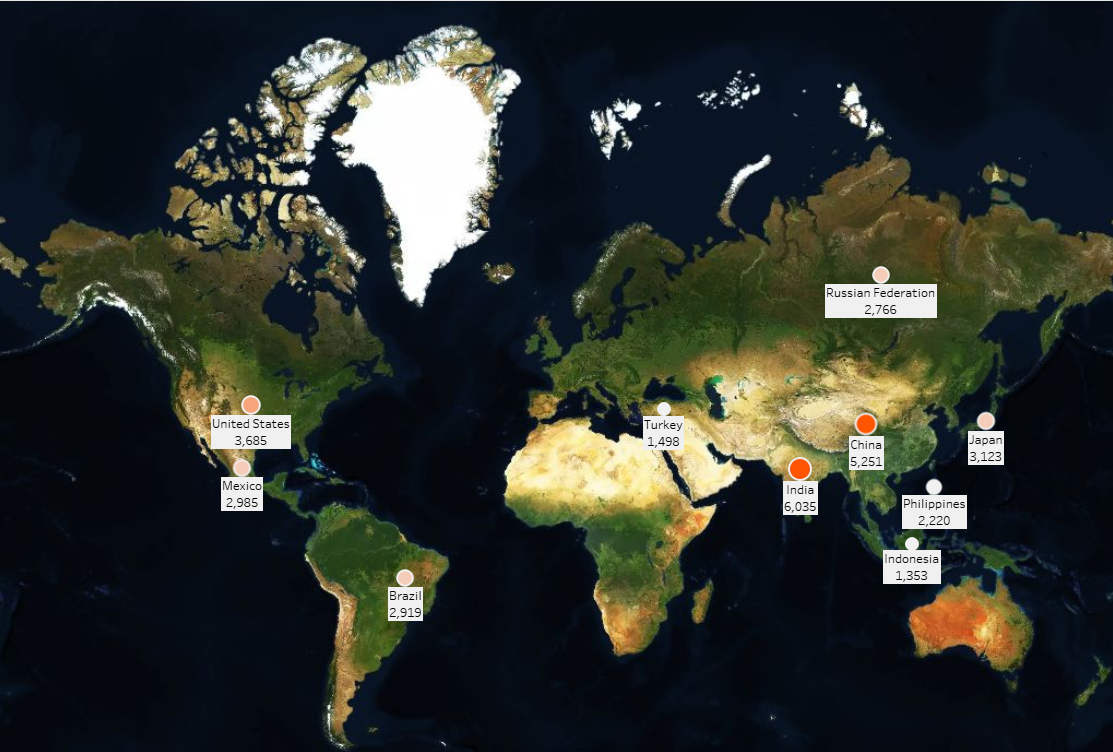 Russian Federation
2,766
United States
3,685
Turkey
1,498
China
5,251
Japan
3,123
Mexico
2,985
India
6,035
Philippines
2,220
Indonesia
1,353
Brazil
2,919